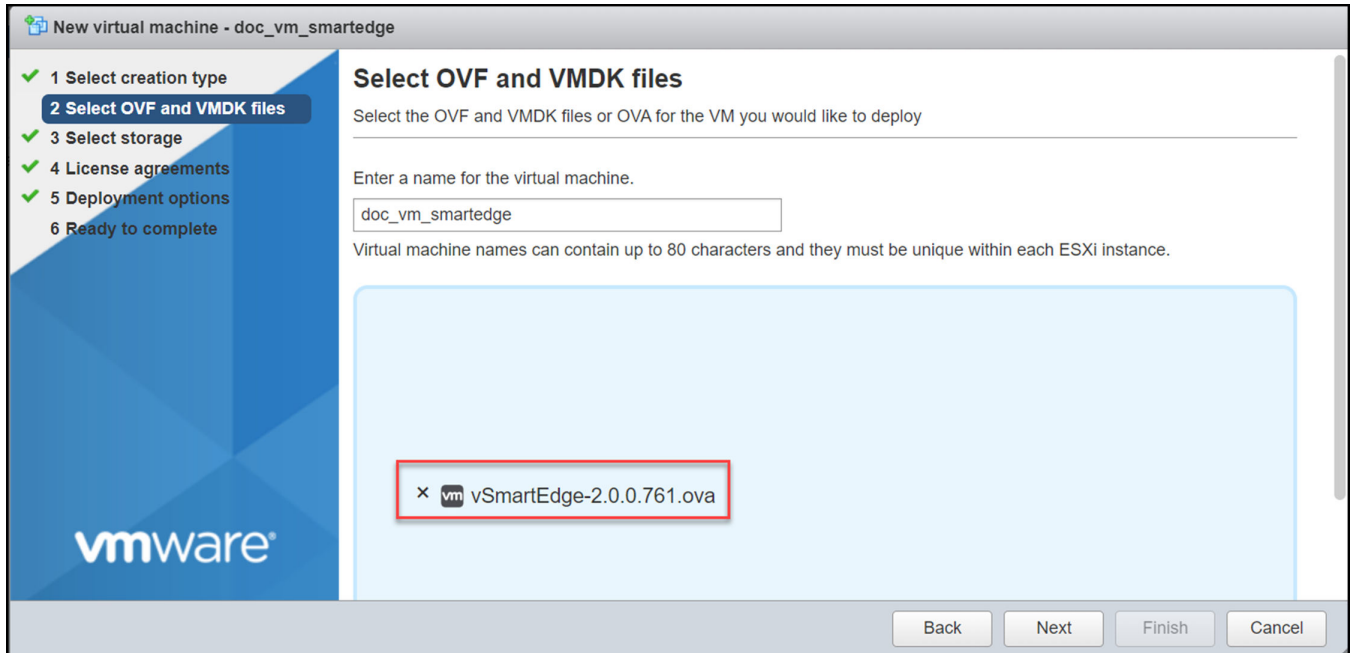 New virtual machine - doc_vm_smartedge
1 Select creation type
2 Select OVF and VMDK files
3 Select storage
4 License agreements
5 Deployment options
6 Ready to complete
vmware®
Select OVF and VMDK files
Select the OVF and VMDK files or OVA for the VM you would like to deploy
Enter a name for the virtual machine.
doc_vm_smartedge
Virtual machine names can contain up to 80 characters and they must be unique within each ESXi instance.
× vm vSmartEdge-2.0.0.761.ova
Back Next Finish Cancel